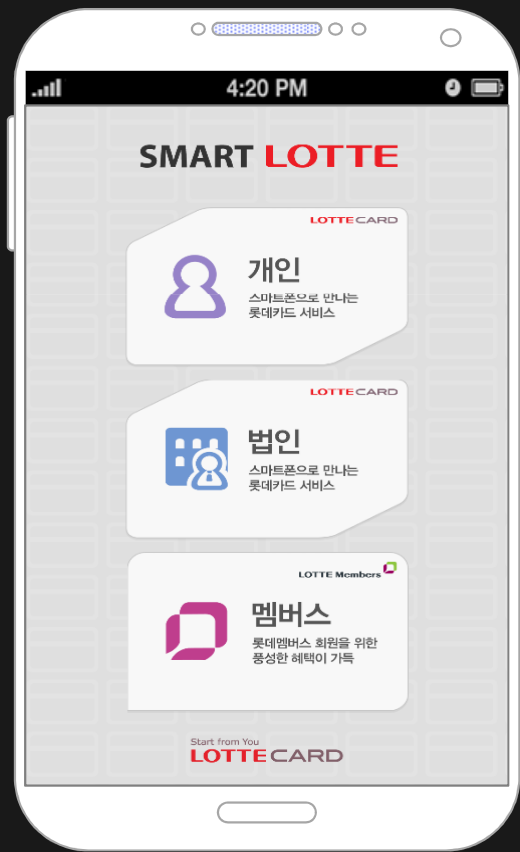 4:20 PM
SMART LOTTE
LOTTECARD
개인
스마트폰으로 만나는
롯데카드 서비스
LOTTECARD
법인
스마트폰으로 만나는
롯데카드 서비스
LOTTE Members
멤버스
롯데멤버스 회원을 위한
풍성한 혜택이 가득
Start from You
LOTTECARD